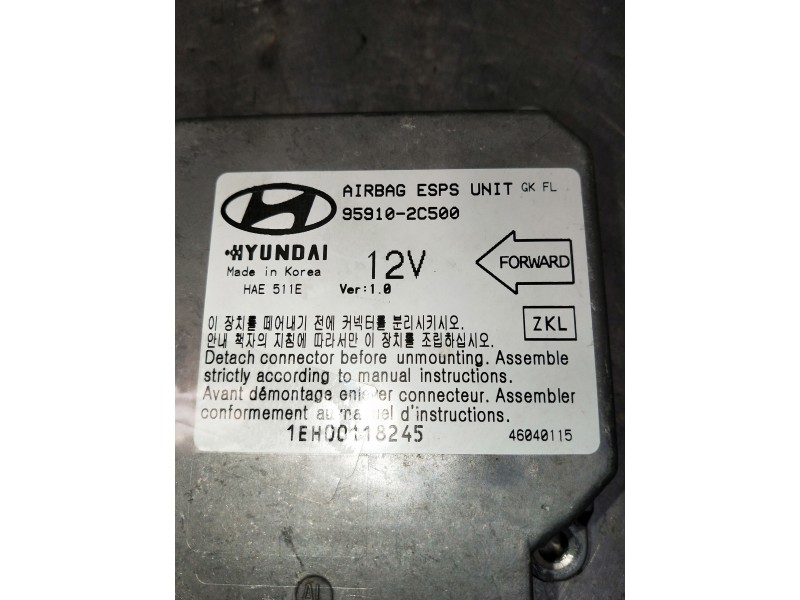 AIRBAG ESPS UNIT GK FL
95910-2C500
HYUNDAI
Made in Korea
12V
FORWARD
HAE 511E
Ver:1.0
ZKL
이 장치를 떼어내기 전에 커넥터를 분리시키시오.
안내 책자의 지침에 따라서만 이 장치를 조립하십시오.
Detach connector before unmounting. Assemble
strictly according to manual instructions.
Avant démontage enlever connecteur. Assembler
conformement au manuel d'instructions.
1EH00118245
46040115